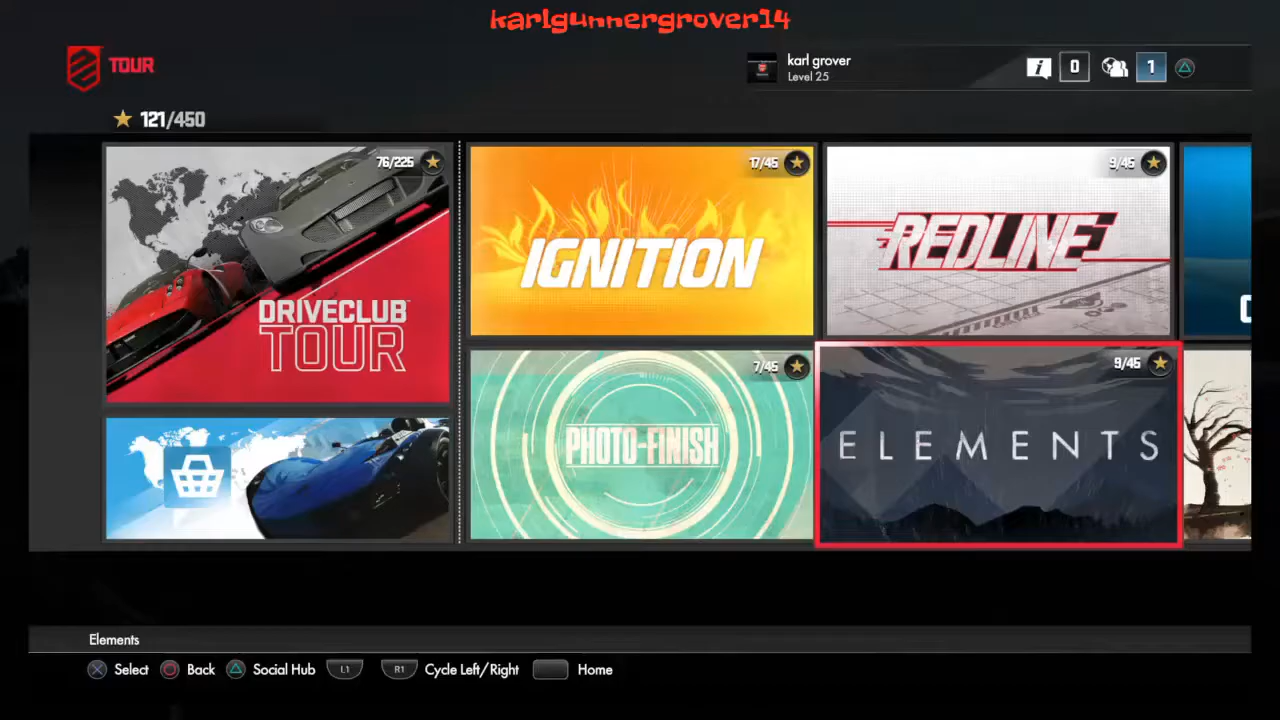 karlgunnergrover14
TOUR
karl grover
Level 25
0
1
121/450
76/225
DRIVECLUB
TOUR
17/45
IGNITION
9/45
REDLINE
7/45
PHOTO-FINISH
9/45
ELEMENTS
Elements
Select
Back
Social Hub
L1
R1
Cycle Left/Right
Home